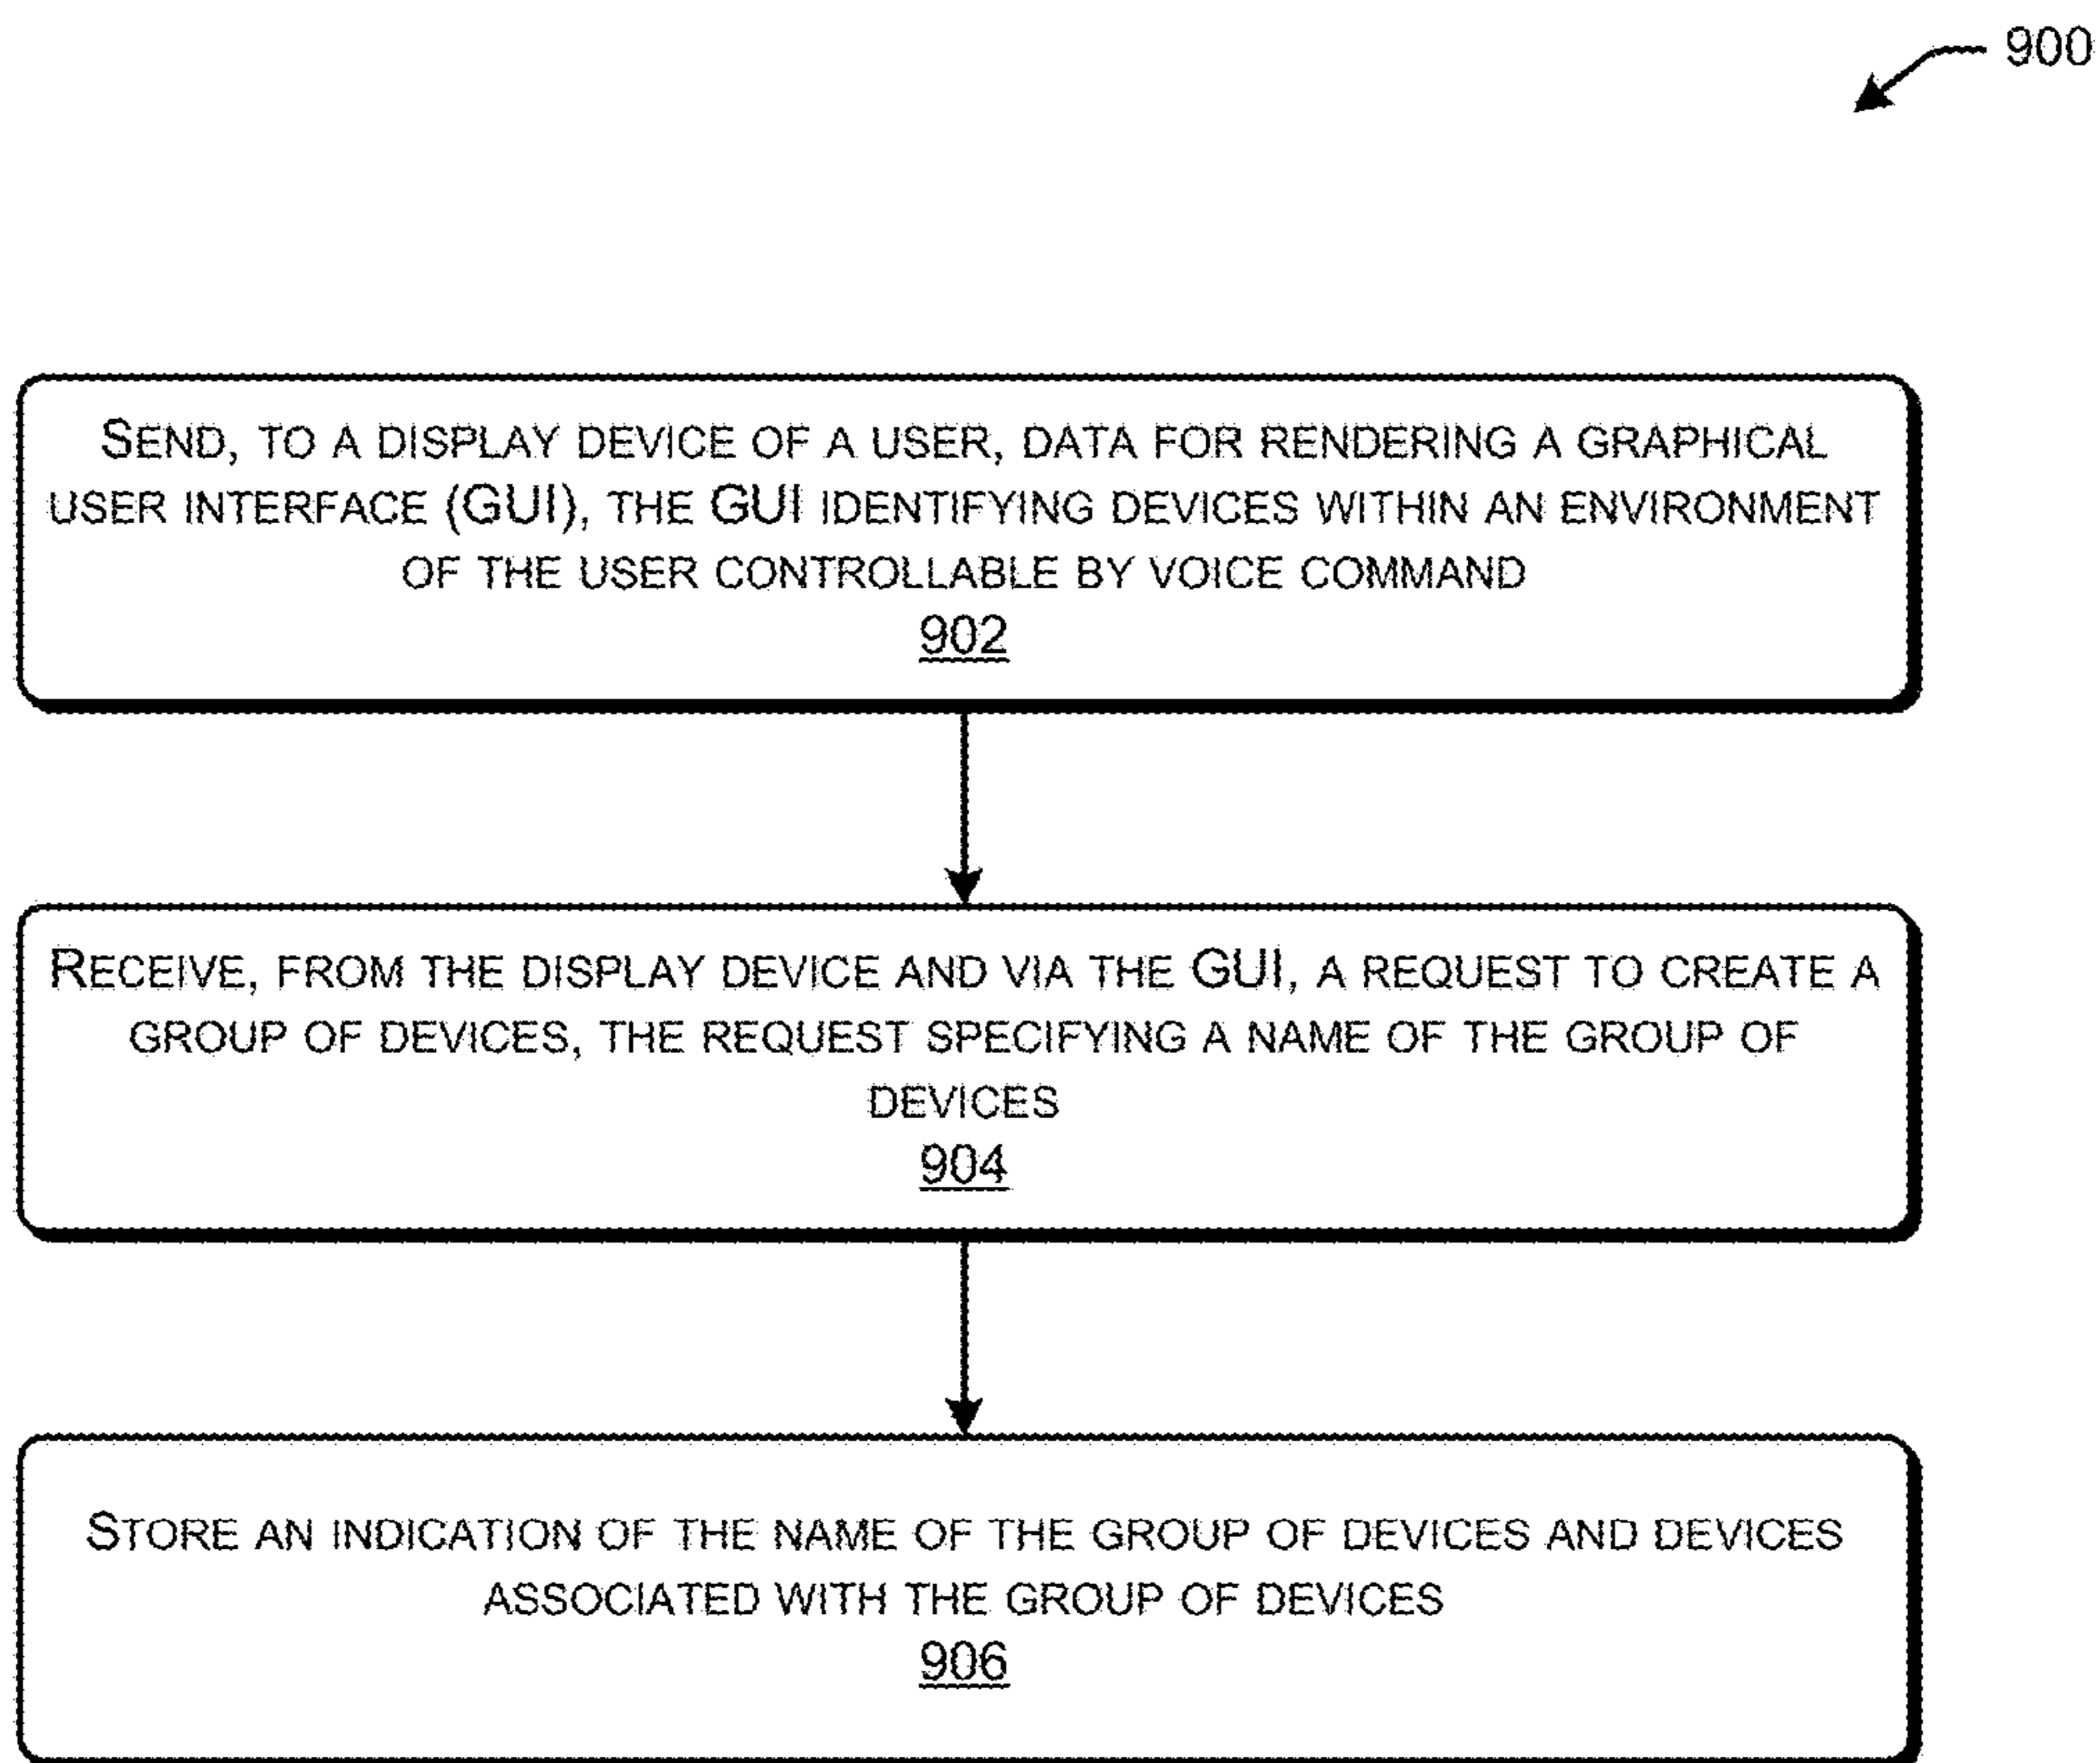 900
SEND, TO A DISPLAY DEVICE OF A USER, DATA FOR RENDERING A GRAPHICAL
USER INTERFACE (GUI), THE GUI IDENTIFYING DEVICES WITHIN AN ENVIRONMENT
OF THE USER CONTROLLABLE BY VOICE COMMAND
902
RECEIVE, FROM THE DISPLAY DEVICE AND VIA THE GUI, A REQUEST TO CREATE A
GROUP OF DEVICES, THE REQUEST SPECIFYING A NAME OF THE GROUP OF
DEVICES
904
STORE AN INDICATION OF THE NAME OF THE GROUP OF DEVICES AND DEVICES
ASSOCIATED WITH THE GROUP OF DEVICES
906